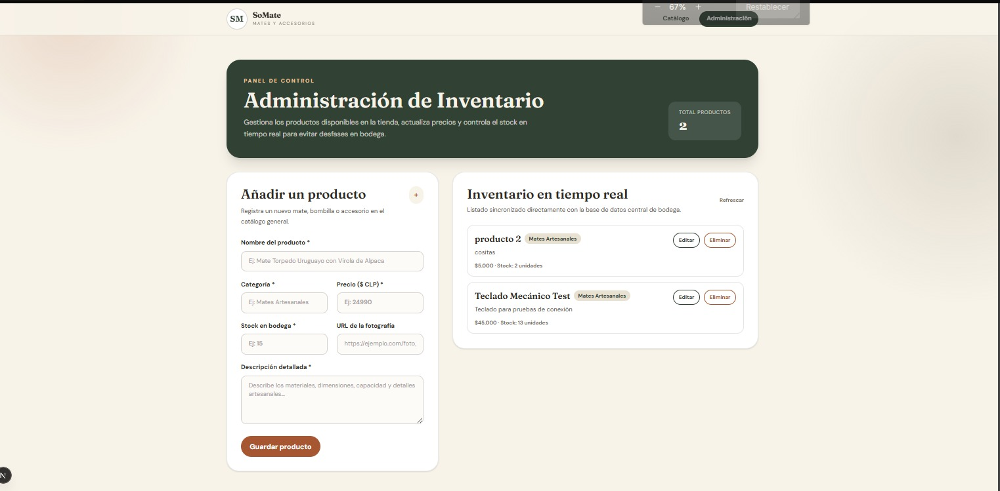 − 67% +
Restablecer
SM
SoMate
MATES Y ACCESORIOS
Catálogo
Administración
PANEL DE CONTROL
Administración de Inventario
Gestiona los productos disponibles en la tienda, actualiza precios y controla el stock en
tiempo real para evitar desfases en bodega.
TOTAL PRODUCTOS
2
Añadir un producto
+
Registra un nuevo mate, bombilla o accesorio en el
catálogo general.
Nombre del producto *
Ej: Mate Torpedo Uruguayo con Virola de Alpaca
Categoría *
Precio ($ CLP) *
Ej: Mates Artesanales
Ej: 24990
Stock en bodega *
URL de la fotografía
Ej: 15
https://ejemplo.com/foto.
Descripción detallada *
Describe los materiales, dimensiones, capacidad y detalles
artesanales...
Guardar producto
Inventario en tiempo real
Refrescar
Listado sincronizado directamente con la base de datos central de bodega.
producto 2
Mates Artesanales
Editar
Eliminar
cositas
$5.000 · Stock: 2 unidades
Teclado Mecánico Test
Mates Artesanales
Editar
Eliminar
Teclado para pruebas de conexión
$45.000 · Stock: 13 unidades
N